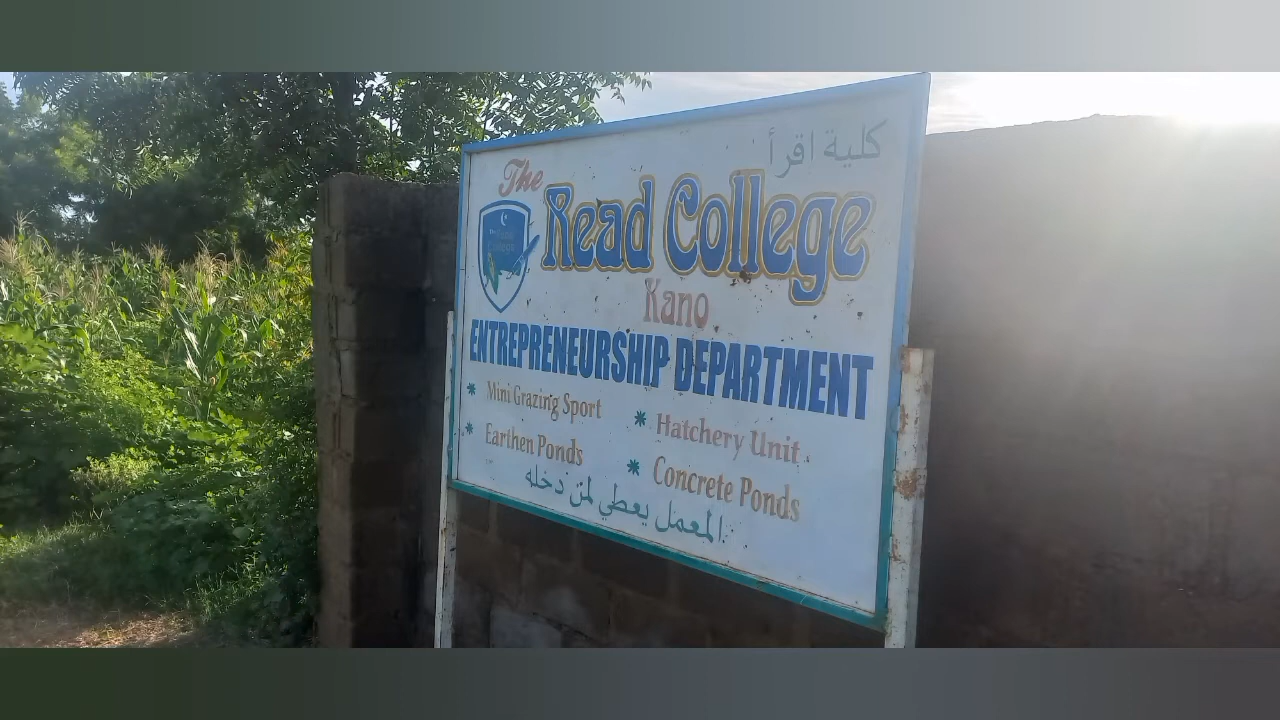 كلية اقرأ
The
Read College
Kano
ENTREPRENEURSHIP DEPARTMENT
* Mini Grazing Sport
* Hatchery Unit
* Earthen Ponds
* Concrete Ponds
المعمل يعطي لمن دخله